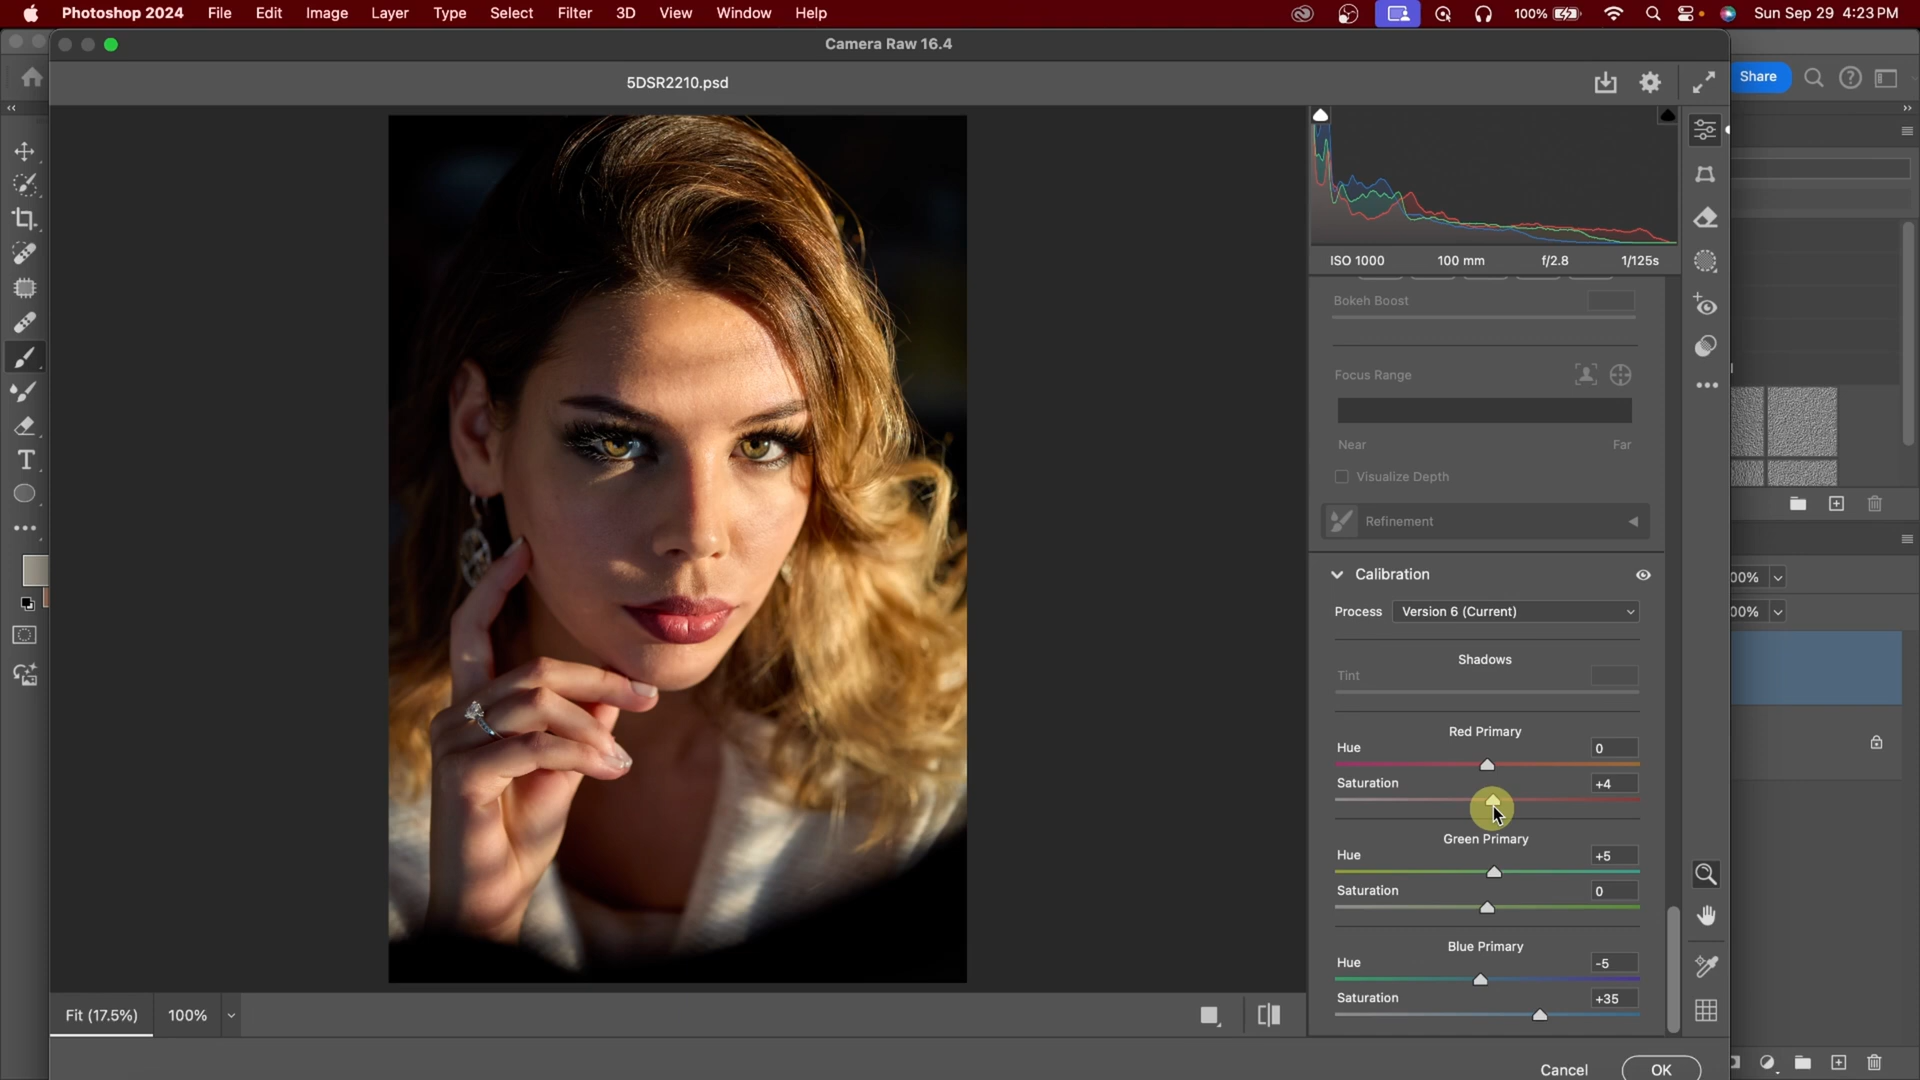 Photoshop 2024 File Edit Image Layer Type Select Filter 3D View Window Help 100% Sun Sep 29 4:23 PM
Camera Raw 16.4
5DSR2210.psd
Share
ISO 1000 100 mm f/2.8 1/125s
Bokeh Boost
Focus Range
Near Far
Visualize Depth
Refinement
Calibration
00%
Process Version 6 (Current)
00%
Shadows
Tint
Red Primary
Hue 0
Saturation +4
Green Primary
Hue +5
Saturation 0
Blue Primary
Hue -5
Saturation +35
Fit (17.5%) 100%
Cancel OK